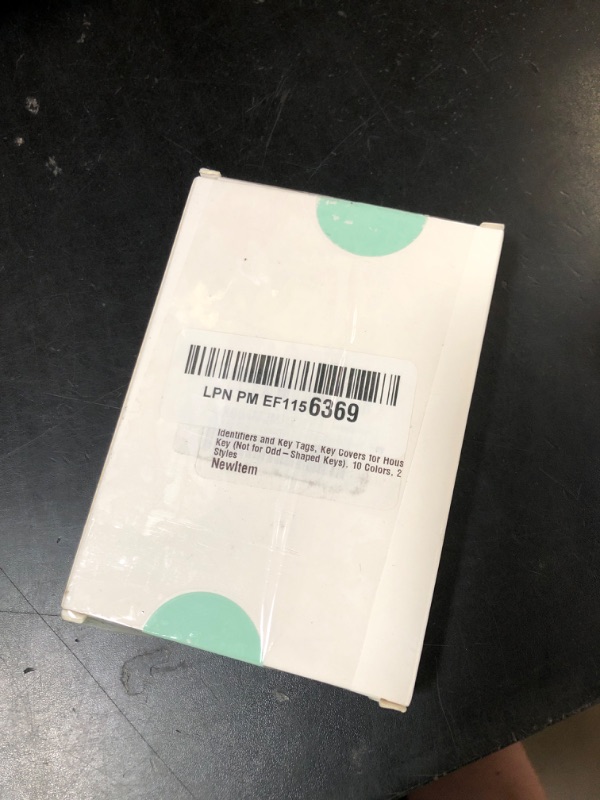 LPN PM EF1156369
Identifiers and Key Tags, Key Covers for Hous
Key (Not for Odd-Shaped Keys). 10 Colors, 2
Styles
NewItem